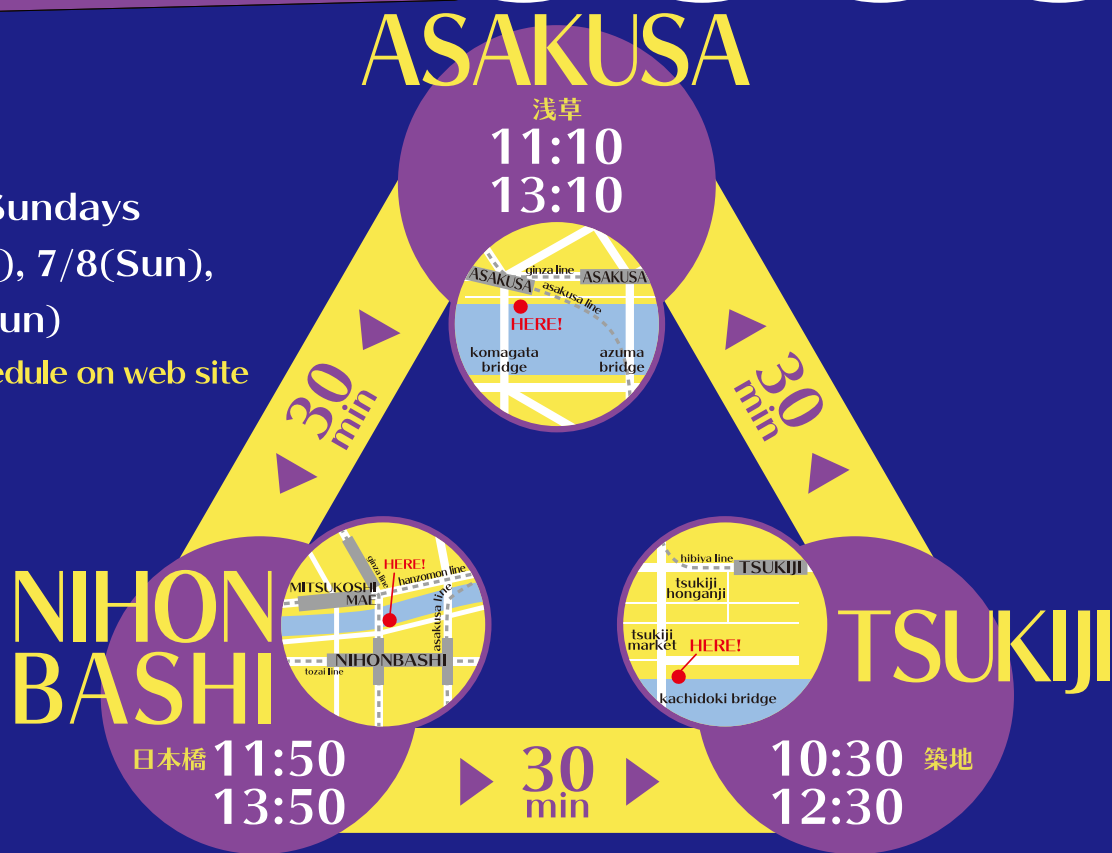 ASAKUSA
浅草
11:10
13:10
Sundays
), 7/8(Sun),
un)
edule on web site
ASAKUSA
ginza line
ASAKUSA
asakusa line
HERE!
komagata
bridge
azuma
bridge
30
min
30
min
NIHON
BASHI
日本橋
11:50
13:50
ginza line
HERE!
hanzomon line
MITSUKOSHI
MAE
asakusa line
NIHONBASHI
tozai line
30
min
TSUKIJI
10:30
築地
12:30
hibiya line
TSUKIJI
tsukiji
honganji
tsukiji
market
HERE!
kachidoki bridge